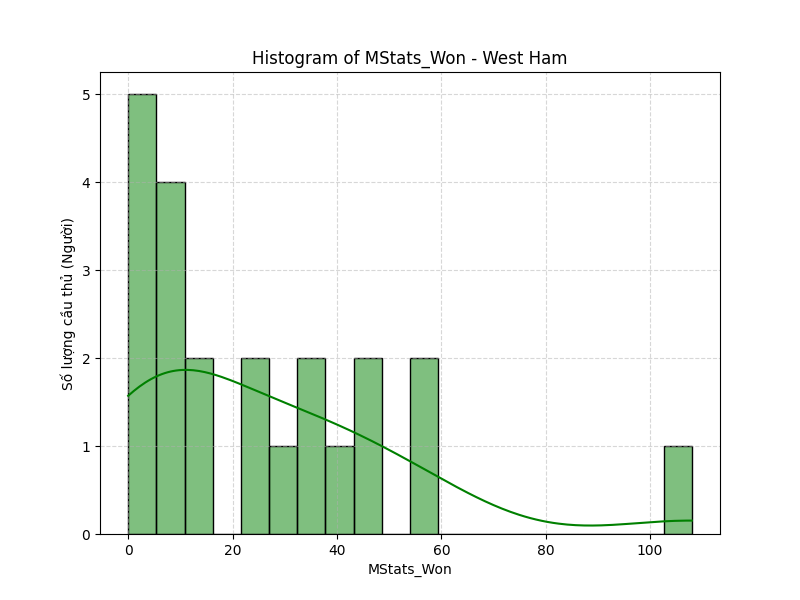 Histogram of MStats_Won - West Ham
Số lượng cầu thủ (Người)
5
4
3
2
1
0
0 20 40 60 80 100
MStats_Won